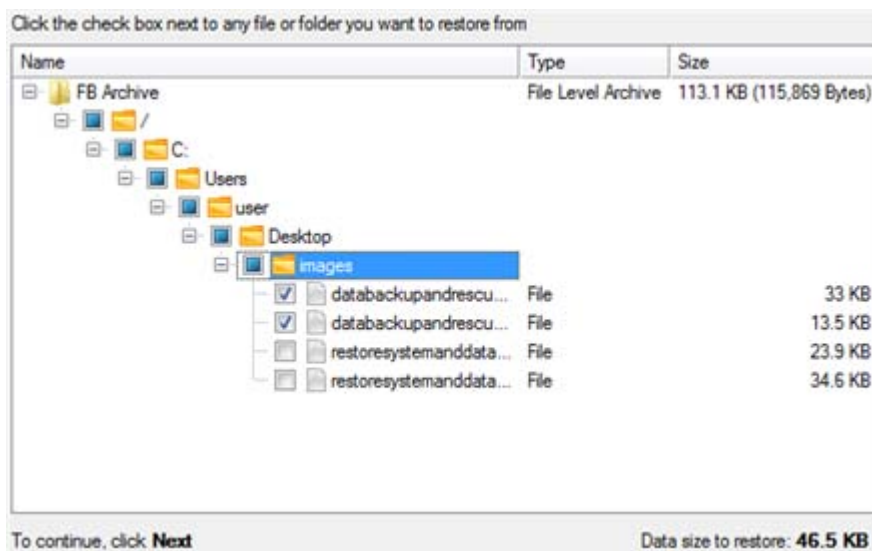 Click the check box next to any file or folder you want to restore from
Name Type Size
FB Archive File Level Archive 113.1 KB (115,869 Bytes)
/
C:
Users
user
Desktop
images
databackupandrescu... File 33 KB
databackupandrescu... File 13.5 KB
restoresystemanddata... File 23.9 KB
restoresystemanddata... File 34.6 KB
To continue, click Next Data size to restore: 46.5 KB